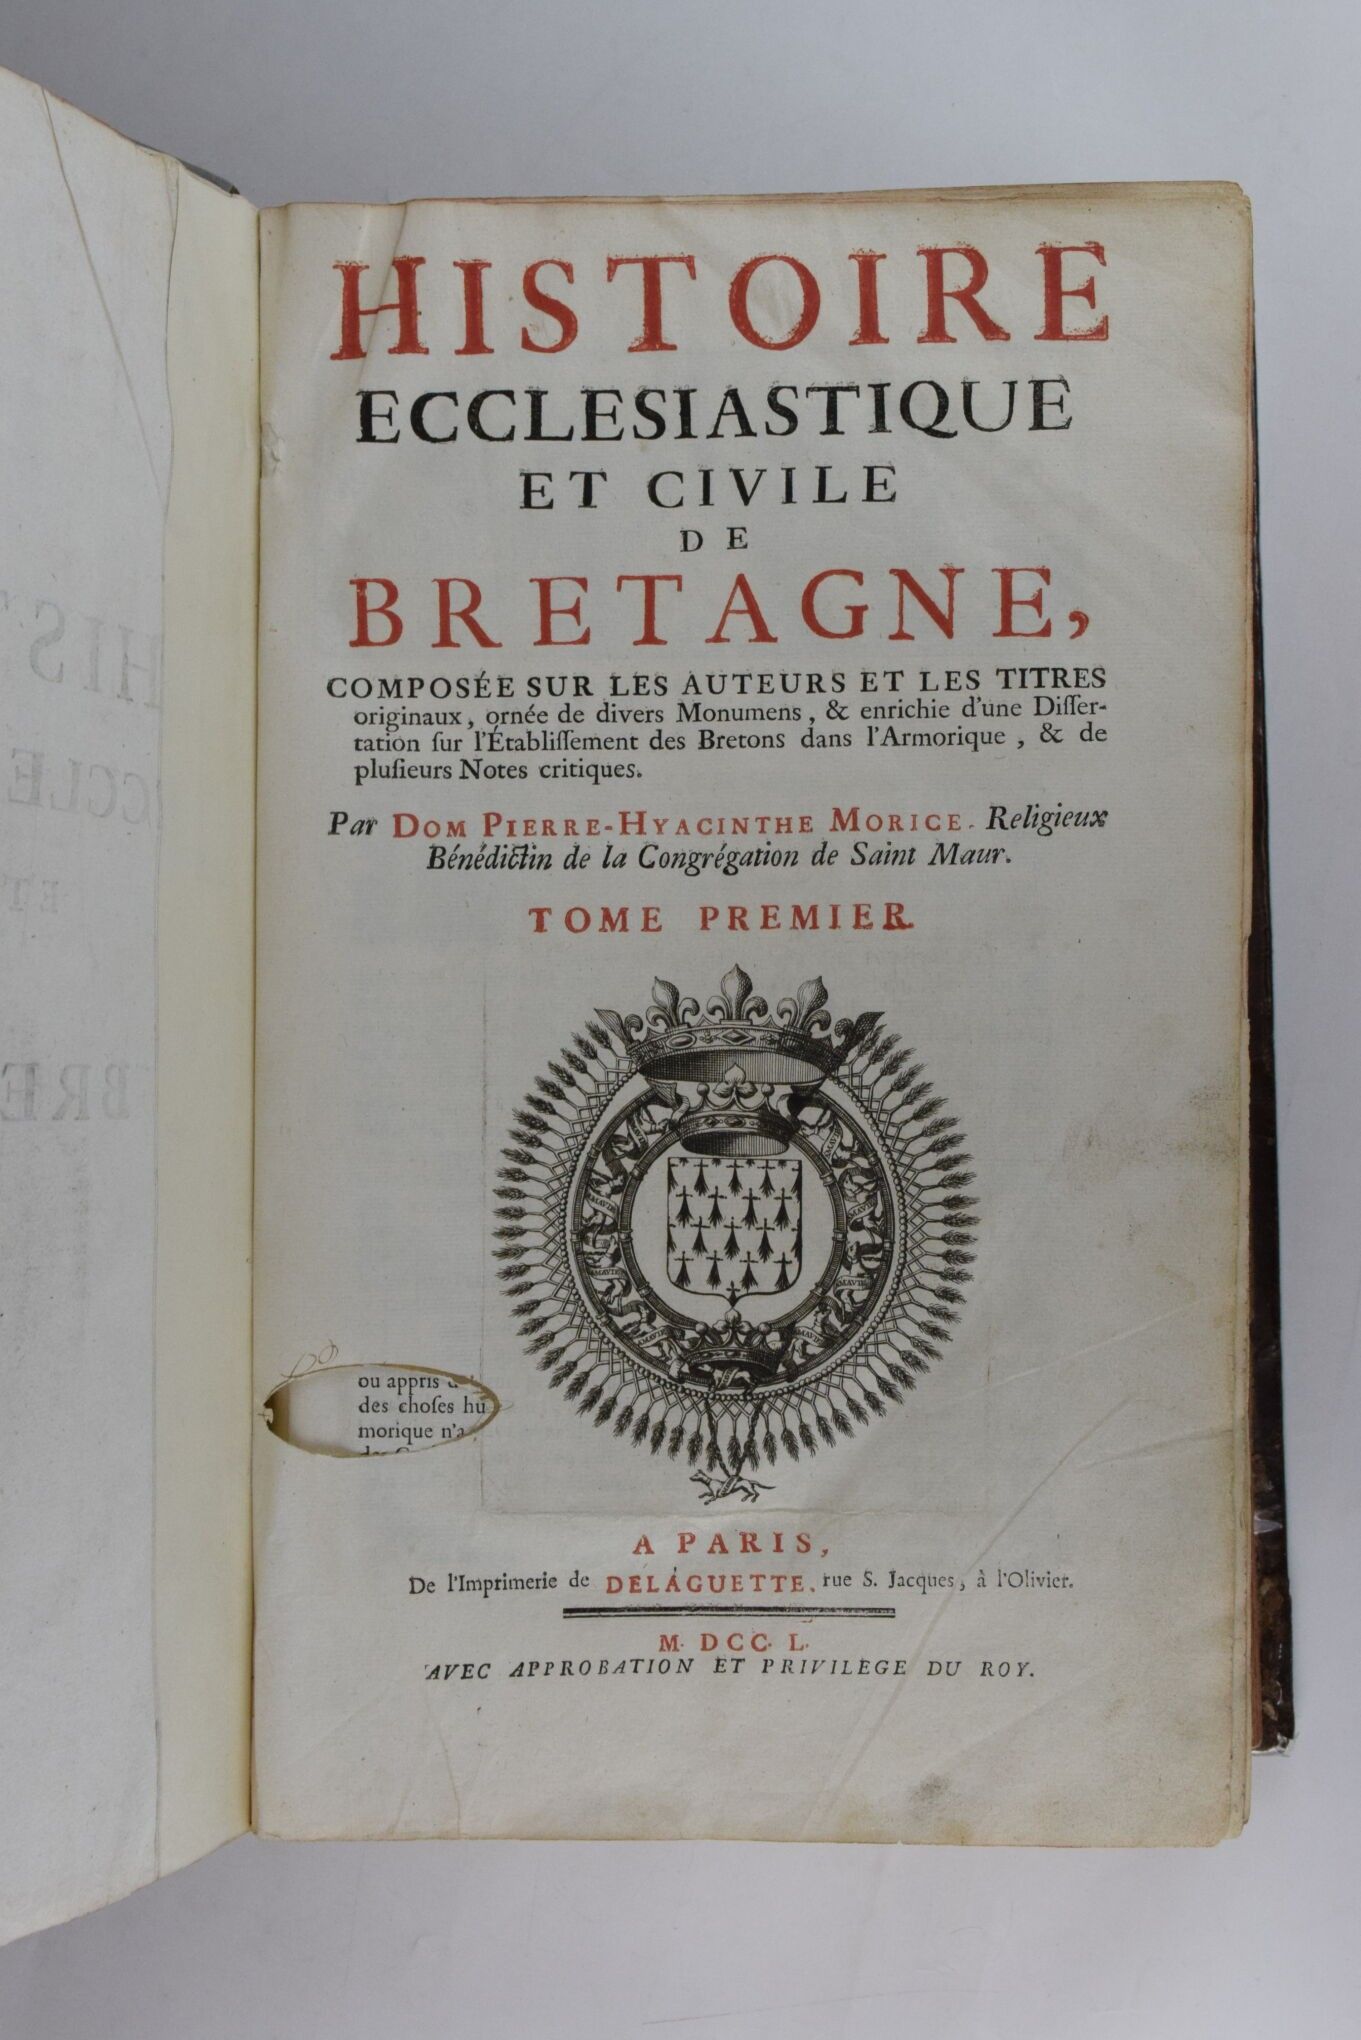 HISTOIRE
ECCLESIASTIQUE
ET CIVILE
DE
BRETAGNE,
COMPOSÉE SUR LES AUTEURS ET LES TITRES
originaux, ornée de divers Monumens, & enrichie d'une Disser-
tation sur l'Établissement des Bretons dans l'Armorique, & de
plusieurs Notes critiques.
Par DOM PIERRE-HYACINTHE MORICE. Religieux
Bénédictin de la Congrégation de Saint Maur.
TOME PREMIER.
AMAVIE
ou appris
des choses hu
morique n'a
A PARIS,
De l'Imprimerie de DELAGUETTE, rue S. Jacques, à l'Olivier.
M. DCC. L.
AVEC APPROBATION ET PRIVILEGE DU ROY.